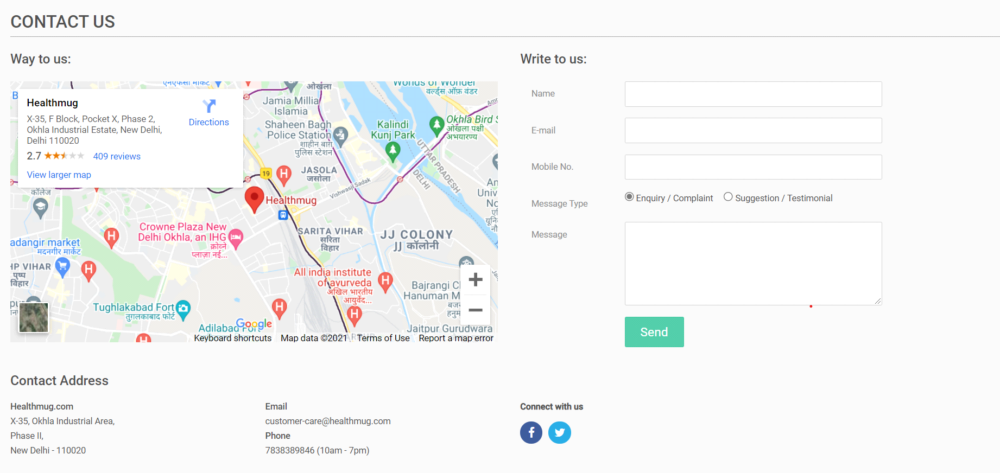 CONTACT US
Way to us:
Write to us:
एनएफसी मार्केट
ओखला
Worlds of Wonder
वर्ल्ड्स ऑफ़ वंडर
Healthmug
X-35, F Block, Pocket X, Phase 2,
Okhla Industrial Estate, New Delhi,
Delhi 110020
2.7
409 reviews
View larger map
Directions
Jamia Millia
Islamia
Shaheen Bagh
Police Station
शाहीन बाग़
पुलिस स्टेशन
Kalindi
Kunj Park
Okhla Bird S
ओखला पक्षी
अभयारण्य
UTTAR PRADESH
DELHI
19
JASOLA
जसोला
Vishwasji Sadak
कॉलेज
Healthmug
Crowne Plaza New
Delhi Okhla, an IHG
क्रोव्ने
प्लाज़ा नई...
SARITA VIHAR
सरिता
विहार
JJ COLONY
JJ कॉलोनी
adangir market
मदनगीर मार्केट
HP VIHAR
पुष्प
विहार
All india institute
of ayurveda
अखिल भारतीय
आयुर्वेद...
Bajrangi C
Hanuman M
Tughlakabad Fort
तुग़लकाबाद फोर्ट
Adilabad Fort
Google
Jaitpur Gurudwara
Keyboard shortcuts
Map data ©2021
Terms of Use
Report a map error
Name
E-mail
Mobile No.
Message Type
Enquiry / Complaint
Suggestion / Testimonial
Message
Send
Contact Address
Healthmug.com
X-35, Okhla Industrial Area,
Phase II,
New Delhi - 110020
Email
customer-care@healthmug.com
Phone
7838389846 (10am - 7pm)
Connect with us